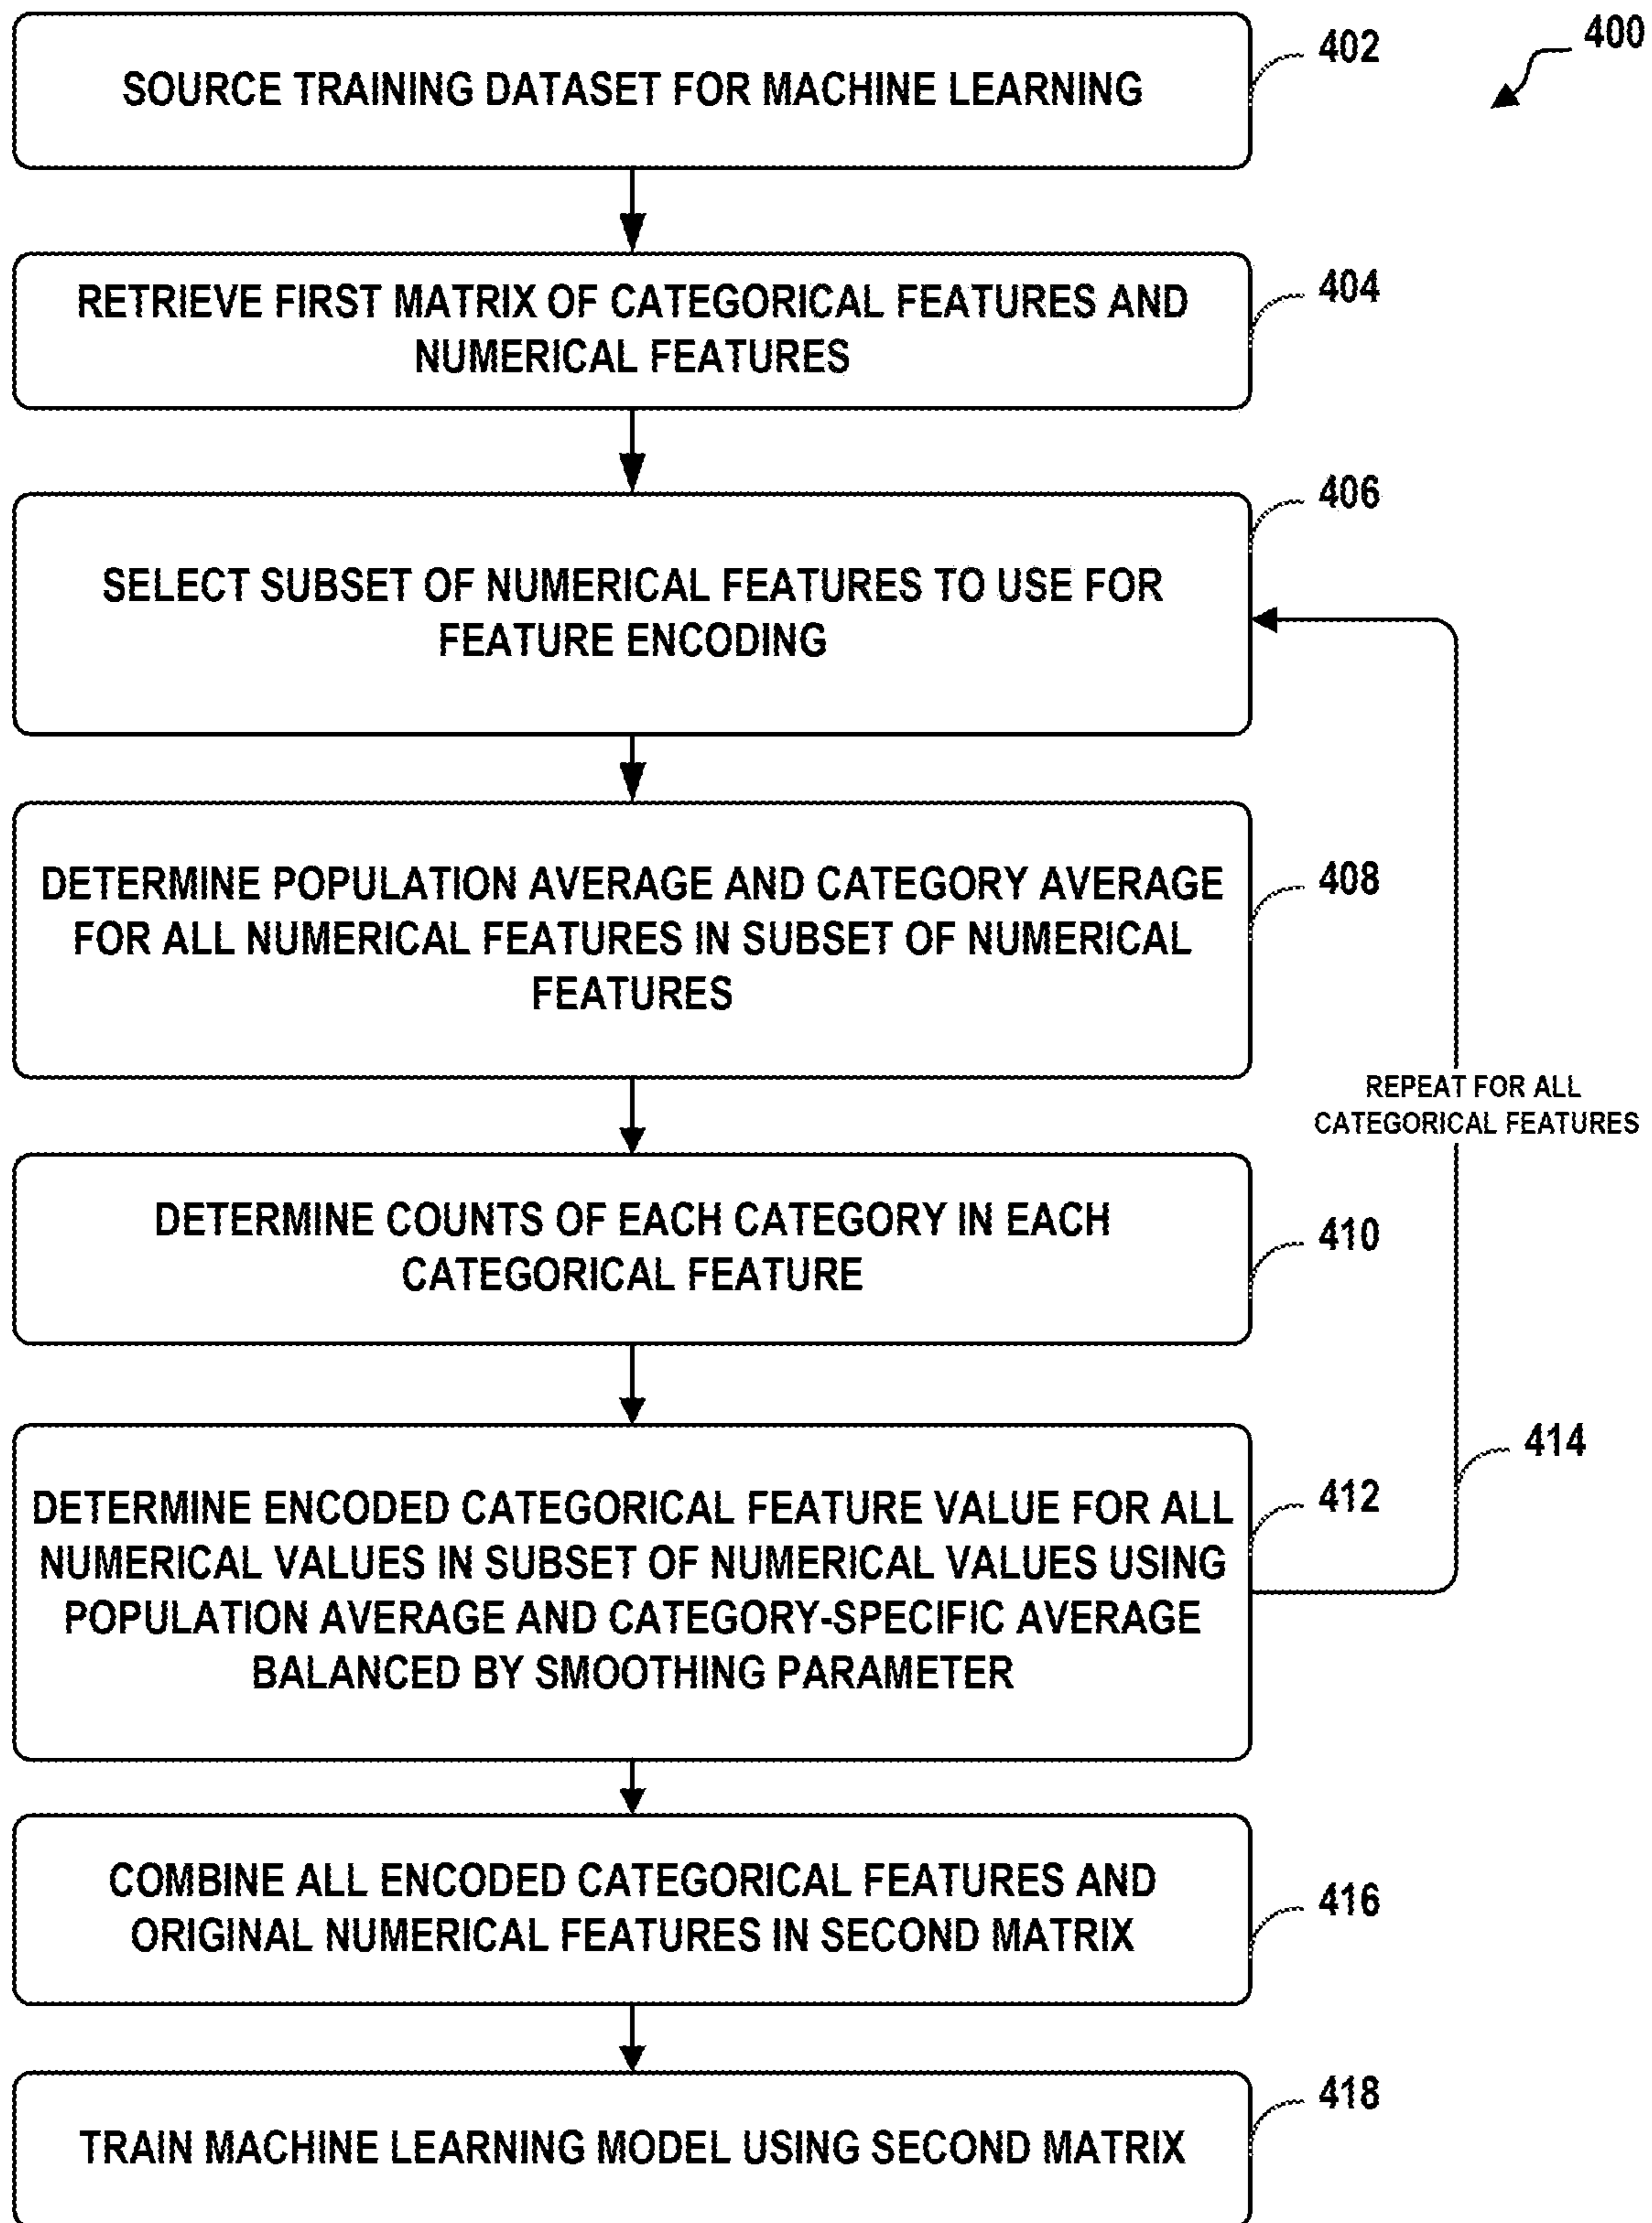 400
SOURCE TRAINING DATASET FOR MACHINE LEARNING
402
RETRIEVE FIRST MATRIX OF CATEGORICAL FEATURES AND
NUMERICAL FEATURES
404
SELECT SUBSET OF NUMERICAL FEATURES TO USE FOR
FEATURE ENCODING
406
DETERMINE POPULATION AVERAGE AND CATEGORY AVERAGE
FOR ALL NUMERICAL FEATURES IN SUBSET OF NUMERICAL
FEATURES
408
REPEAT FOR ALL
CATEGORICAL FEATURES
DETERMINE COUNTS OF EACH CATEGORY IN EACH
CATEGORICAL FEATURE
410
DETERMINE ENCODED CATEGORICAL FEATURE VALUE FOR ALL
NUMERICAL VALUES IN SUBSET OF NUMERICAL VALUES USING
POPULATION AVERAGE AND CATEGORY-SPECIFIC AVERAGE
BALANCED BY SMOOTHING PARAMETER
412
414
COMBINE ALL ENCODED CATEGORICAL FEATURES AND
ORIGINAL NUMERICAL FEATURES IN SECOND MATRIX
416
TRAIN MACHINE LEARNING MODEL USING SECOND MATRIX
418